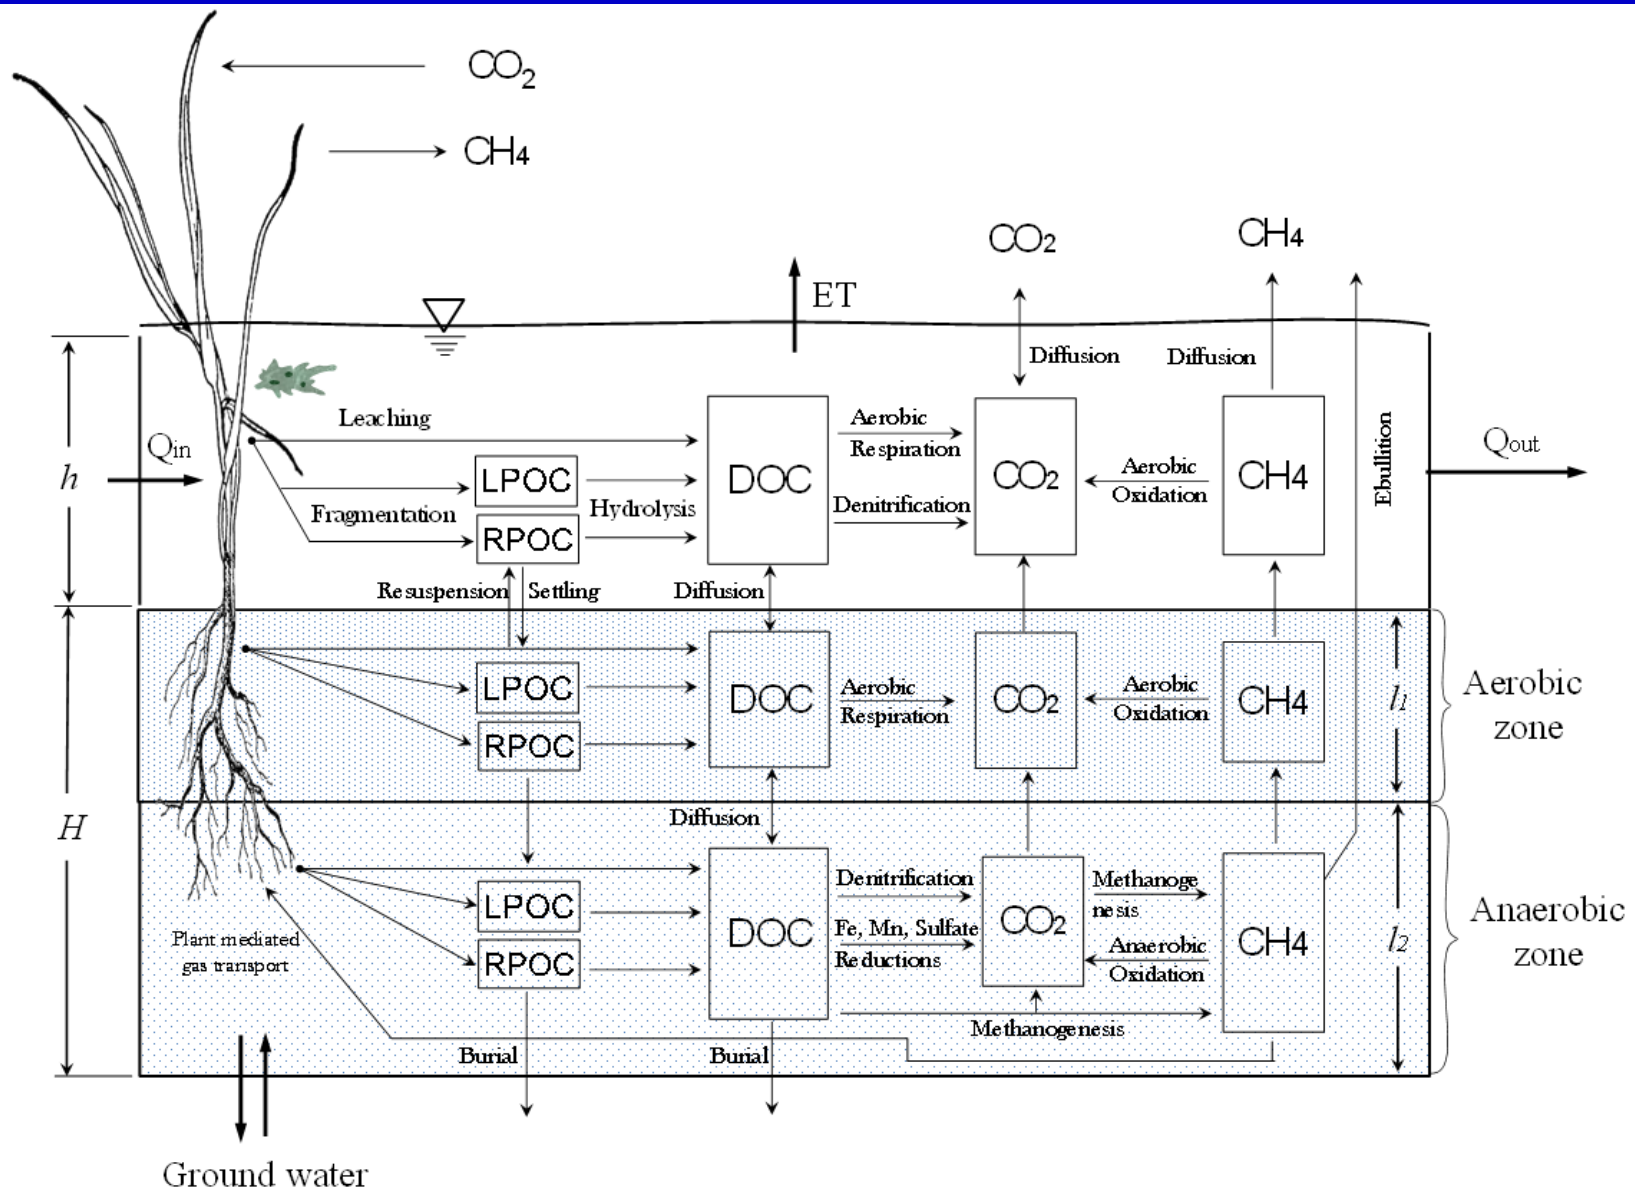 CO2
CH4
CO2
CH4
ET
Diffusion
Diffusion
Leaching
Aerobic
Respiration
Ebullition
Qin
Qout
h
LPOC
DOC
CO2
Aerobic
Oxidation
CH4
Fragmentation
Hydrolysis
Denitrification
RPOC
Resuspension
Settling
Diffusion
LPOC
DOC
Aerobic
Respiration
CO2
Aerobic
Oxidation
CH4
l1
Aerobic
zone
RPOC
H
Diffusion
LPOC
DOC
Denitrification
CO2
Methanoge
nesis
CH4
Fe, Mn, Sulfate
Reductions
Anaerobic
Oxidation
l2
Anaerobic
zone
Plant mediated
gas transport
RPOC
Methanogenesis
Burial
Burial
Ground water